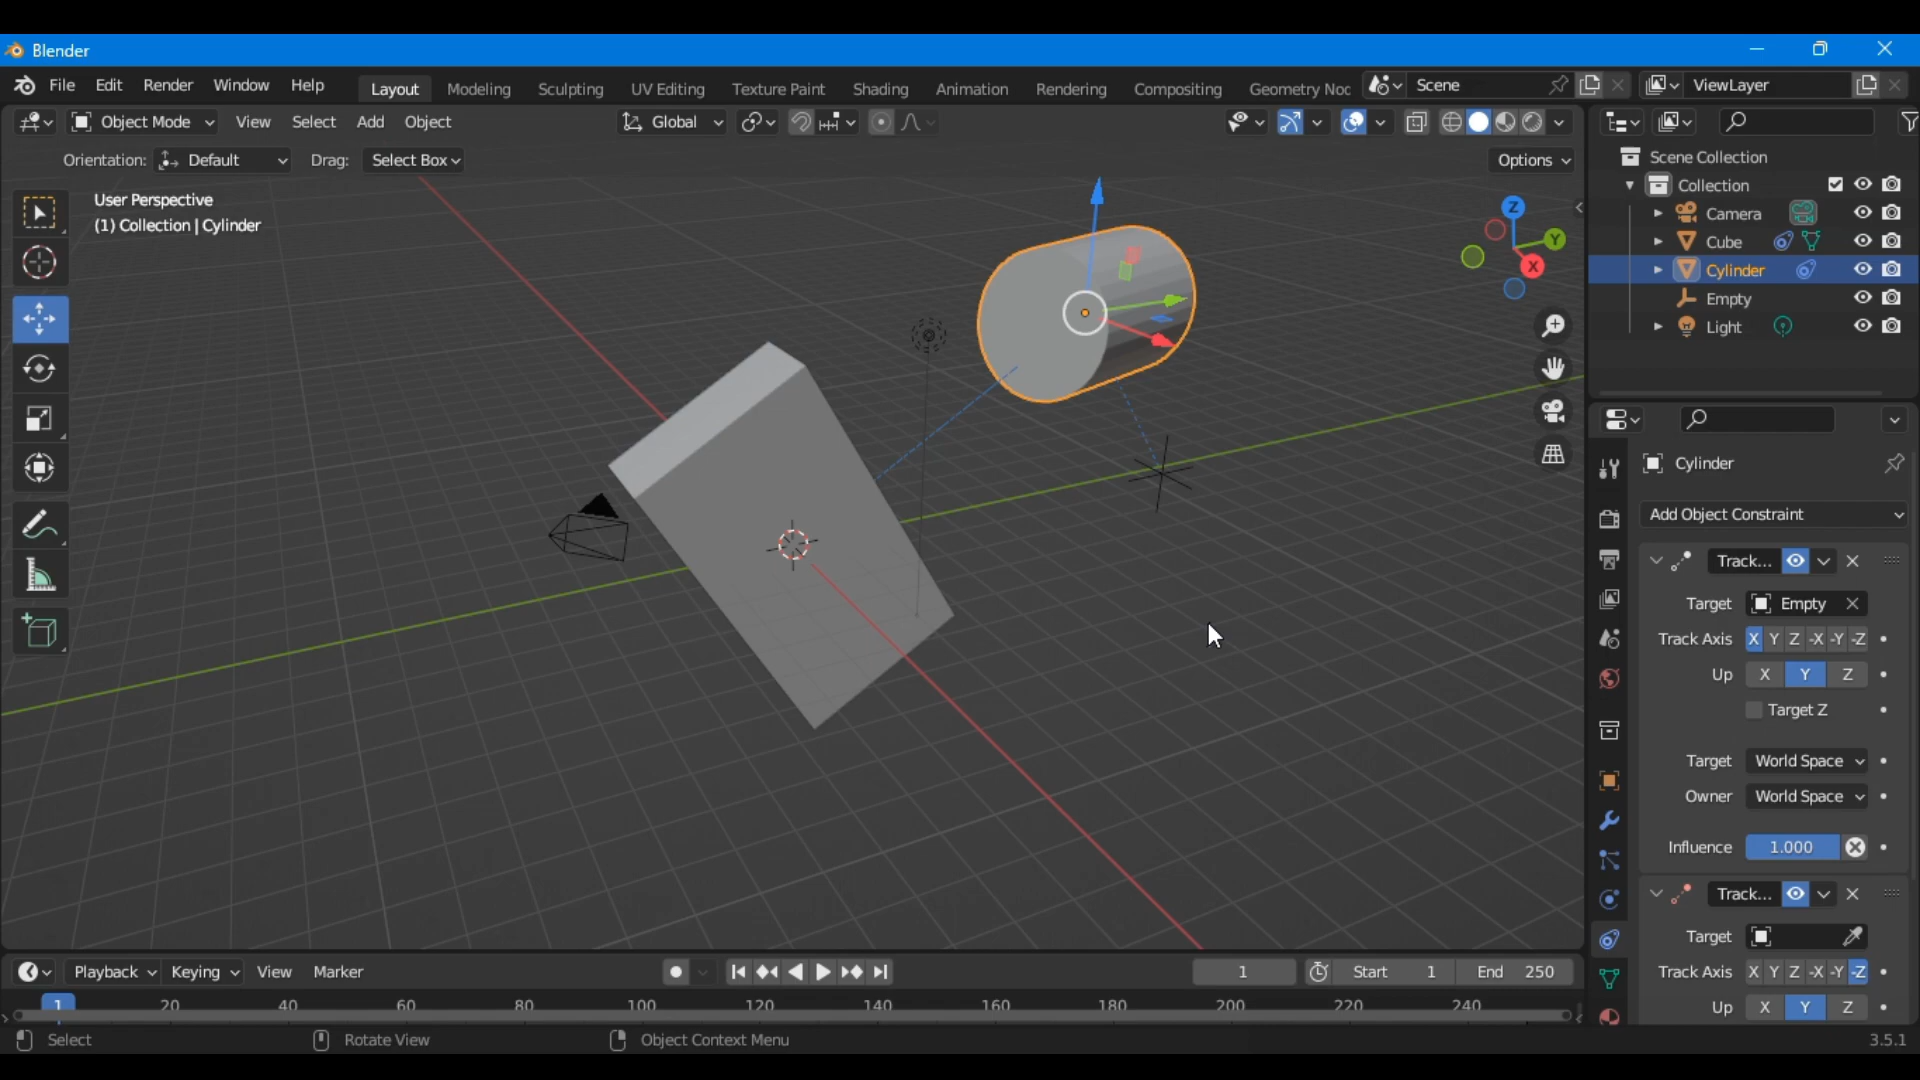 Blender
File Edit Render Window Help Layout Modeling Sculpting UV Editing Texture Paint Shading Animation Rendering Compositing Geometry Noc Scene ViewLayer
Object Mode View Select Add Object Global
Orientation: Default Drag: Select Box Options
User Perspective
(1) Collection | Cylinder
Z
Y
X
Scene Collection
Collection
Camera
Cube
Cylinder
Empty
Light
Cylinder
Add Object Constraint
Track...
Target Empty
Track Axis X Y Z -X -Y -Z
Up X Y Z
Target Z
Target World Space
Owner World Space
Influence 1.000
Track...
Target
Track Axis X Y Z -X -Y -Z
Up X Y Z
Playback Keying View Marker 1 Start 1 End 250
1 20 40 60 80 100 120 140 160 180 200 220 240
Select Rotate View Object Context Menu 3.5.1